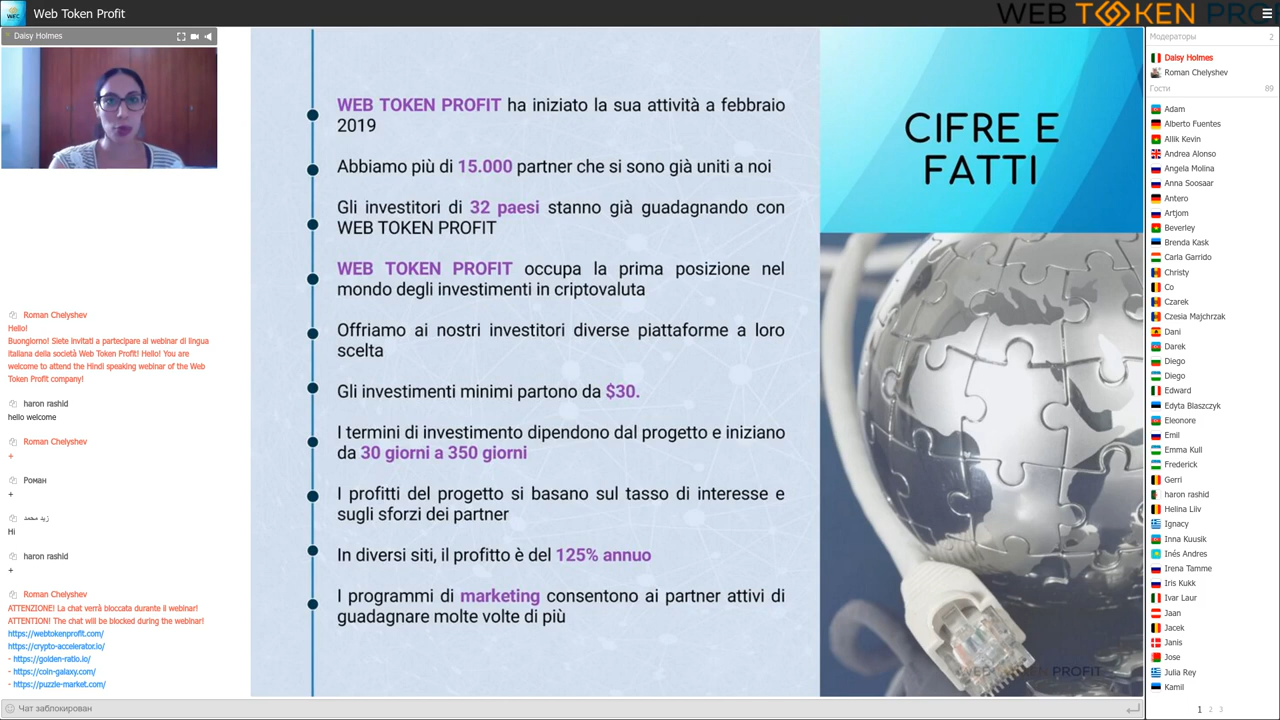 Web Token Profit
WEB TOKEN PROF
Daisy Holmes
WEB TOKEN PROFIT ha iniziato la sua attività a febbraio
2019
Abbiamo più di 15,000 partner che si sono già uniti a noi
Gli investitori di 32 paesi stanno già guadagnando con
WEB TOKEN PROFIT
WEB TOKEN PROFIT occupa la prima posizione nel
mondo degli investimenti in criptovaluta
Offriamo ai nostri investitori diverse piattaforme a loro
scelta
Gli investimenti minimi partono da $30.
I termini di investimento dipendono dal progetto e iniziano
da 30 giorni a 350 giorni
I profitti del progetto si basano sul tasso di interesse e
sugli sforzi dei partner
In diversi siti, il profitto è del 125% annuo
I programmi di marketing consentono ai partner attivi di
guadagnare molte volte di più
CIFRE E
FATTI
WEB TOKEN PROFIT
Roman Chelyshev
Hello!
Buongiorno! Siete invitati a partecipare al webinar di lingua
italiana della società Web Token Profit! Hello! You are
welcome to attend the Hindi speaking webinar of the Web
Token Profit company!
haron rashid
hello welcome
Roman Chelyshev
+
Роман
+
زيد محمد
Hi
haron rashid
+
Roman Chelyshev
ATTENZIONE! La chat verrà bloccata durante il webinar!
ATTENTION! The chat will be blocked during the webinar!
https://webtokenprofit.com/
https://crypto-accelerator.io/
- https://golden-ratio.io/
- https://coin-galaxy.com/
- https://puzzle-market.com/
Чат заблокирован
Модераторы 2
Daisy Holmes
Roman Chelyshev
Гости 89
Adam
Alberto Fuentes
Allik Kevin
Andrea Alonso
Angela Molina
Anna Soosaar
Antero
Artjom
Beverley
Brenda Kask
Carla Garrido
Christy
Co
Czarek
Czesia Majchrzak
Dani
Darek
Diego
Diego
Edward
Edyta Blaszczyk
Eleonore
Emil
Emma Kull
Frederick
Gerri
haron rashid
Helina Liiv
Ignacy
Inna Kuusik
Inés Andres
Irena Tamme
Iris Kukk
Ivar Laur
Jaan
Jacek
Janis
Jose
Julia Rey
Kamil
1 2 3